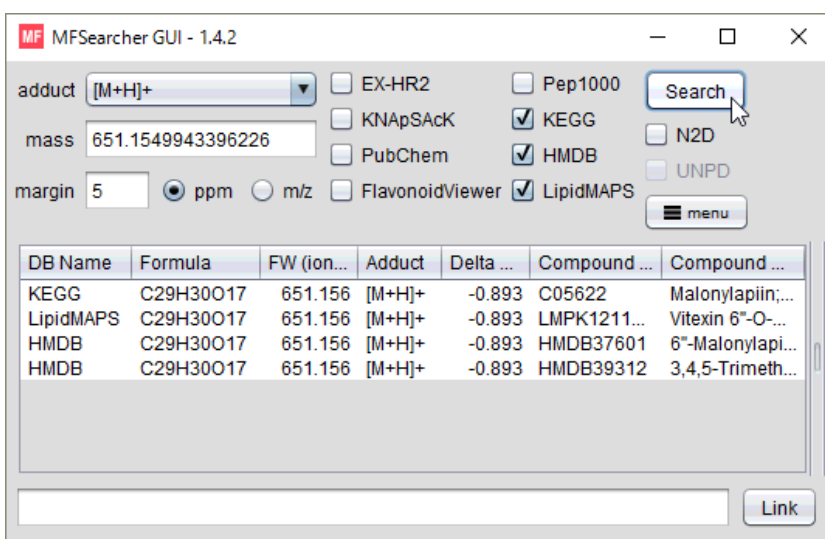 MF MFSearcher GUI - 1.4.2
adduct [M+H]+ EX-HR2 Pep1000 Search
mass 651.1549943396226 KNApSAcK KEGG N2D
PubChem HMDB UNPD
margin 5 ppm m/z FlavonoidViewer LipidMAPS menu
DB Name Formula FW (ion... Adduct Delta ... Compound ... Compound ...
KEGG C29H30O17 651.156 [M+H]+ -0.893 C05622 Malonylapiin;...
LipidMAPS C29H30O17 651.156 [M+H]+ -0.893 LMPK1211... Vitexin 6"-O-...
HMDB C29H30O17 651.156 [M+H]+ -0.893 HMDB37601 6"-Malonylapi...
HMDB C29H30O17 651.156 [M+H]+ -0.893 HMDB39312 3,4,5-Trimeth...
Link